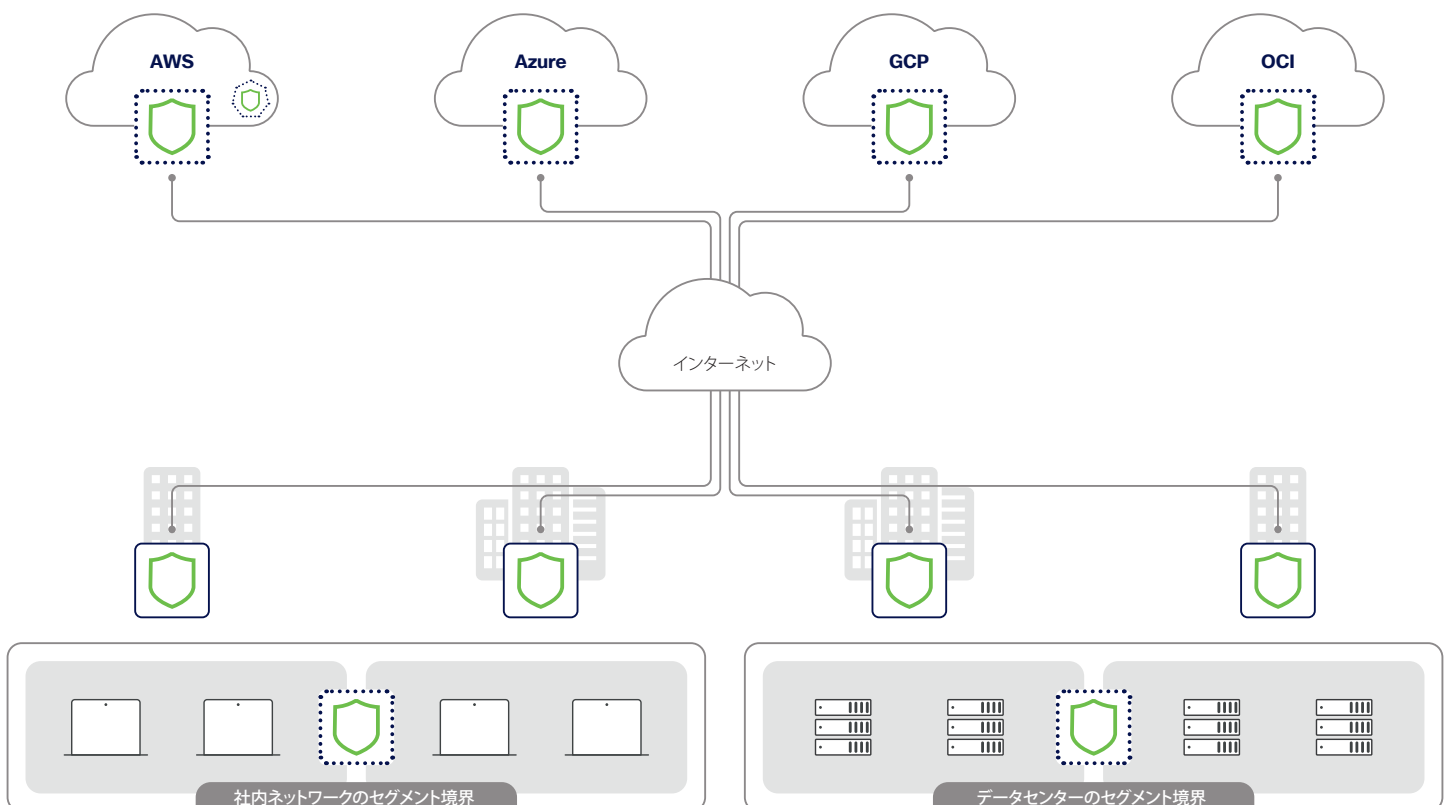 AWS
Azure
GCP
OCI
インターネット
社内ネットワークのセグメント境界
データセンターのセグメント境界